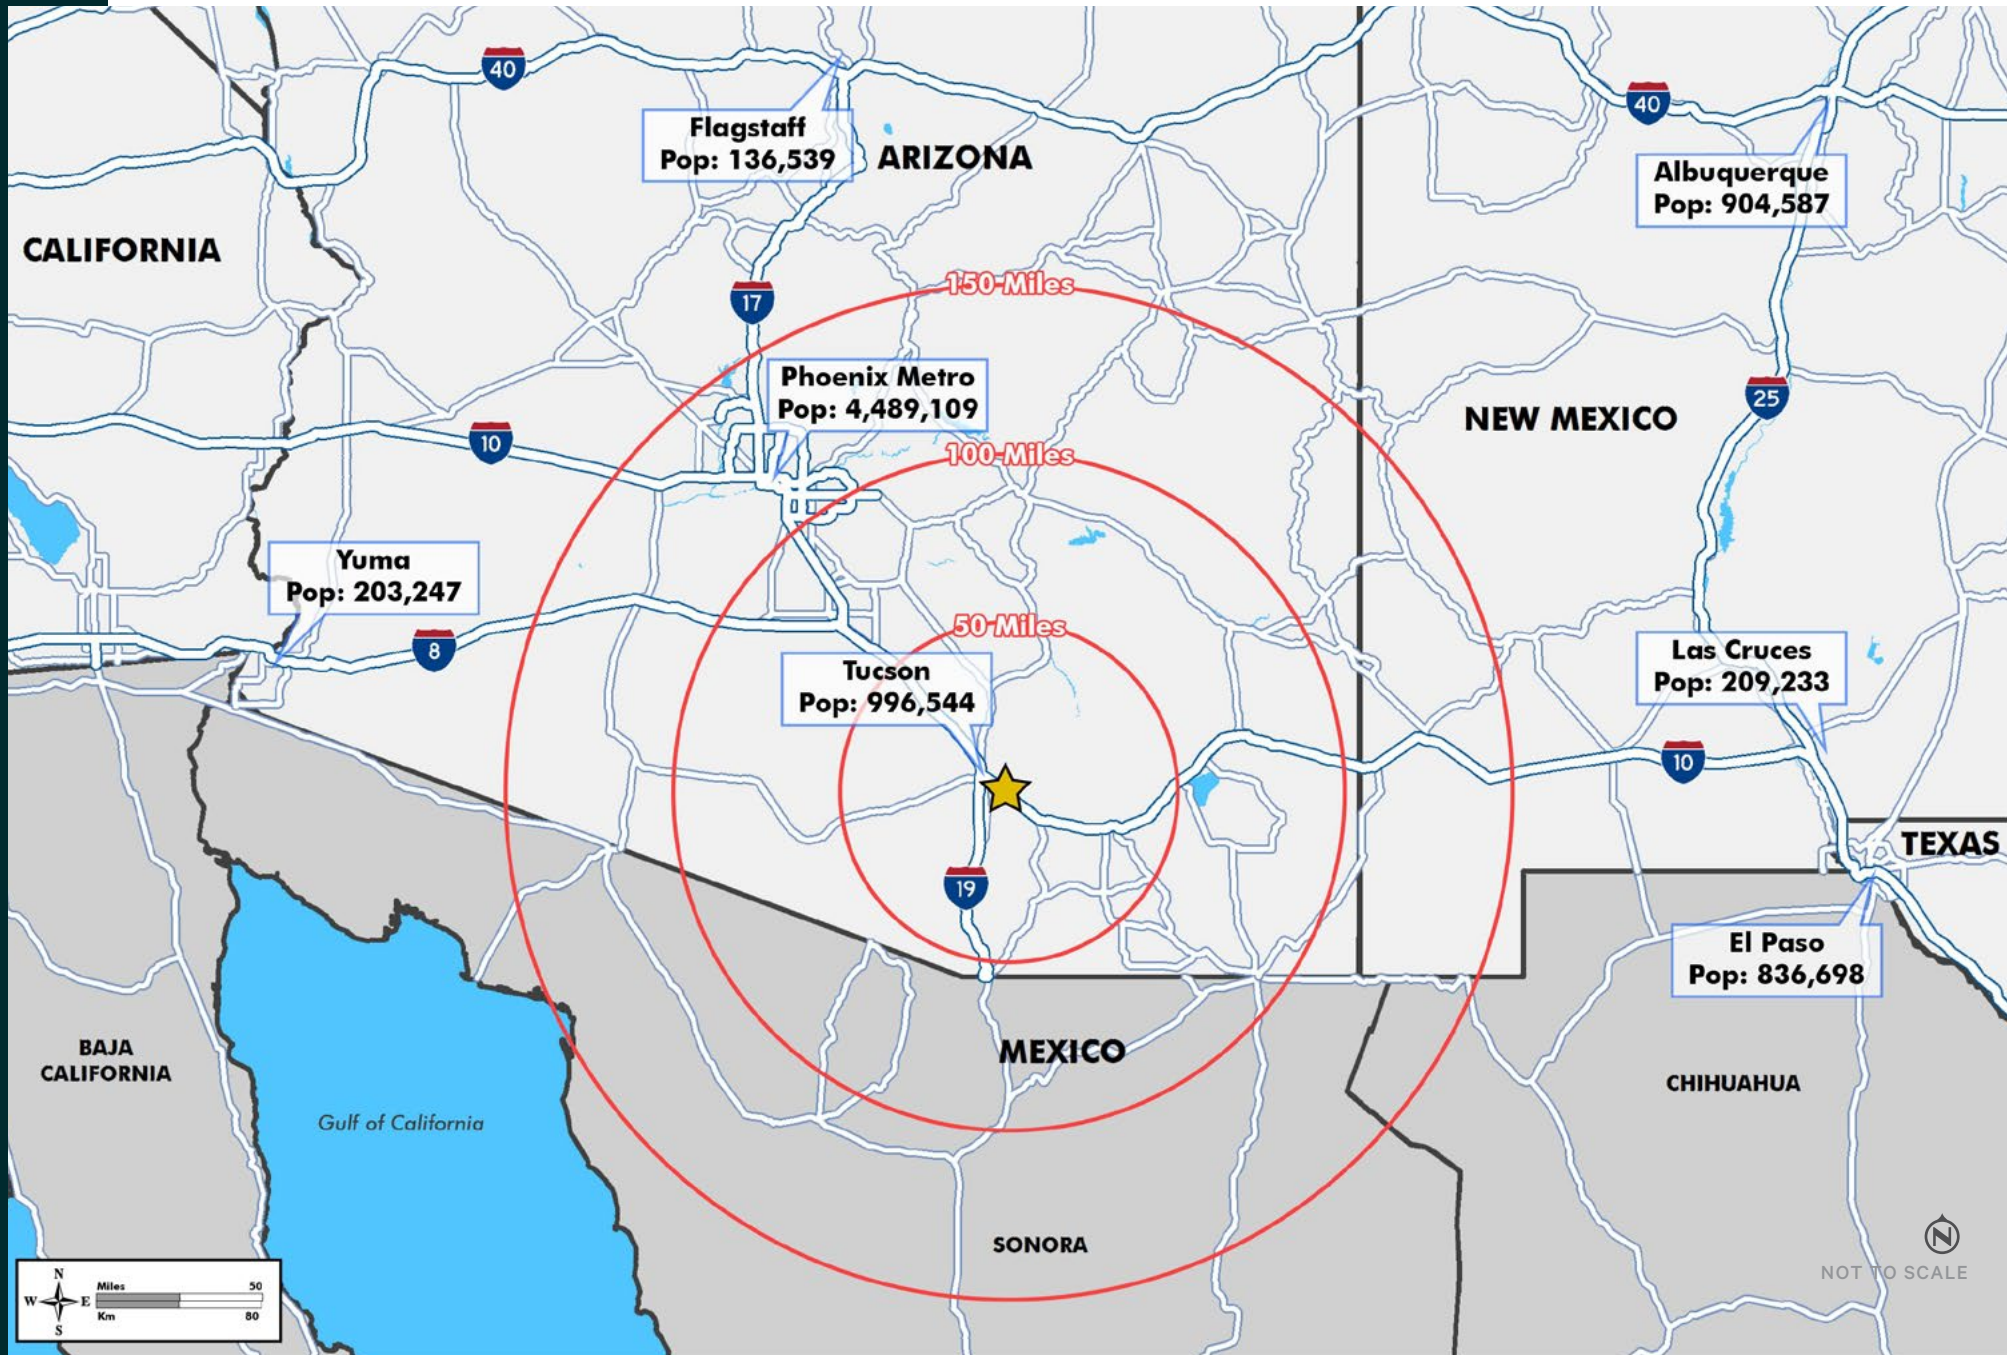 40
40
Flagstaff
Pop: 136,539
ARIZONA
Albuquerque
Pop: 904,587
CALIFORNIA
150 Miles
17
Phoenix Metro
Pop: 4,489,109
25
NEW MEXICO
10
100 Miles
Yuma
Pop: 203,247
50 Miles
8
Tucson
Pop: 996,544
Las Cruces
Pop: 209,233
10
TEXAS
19
El Paso
Pop: 836,698
MEXICO
BAJA
CALIFORNIA
CHIHUAHUA
Gulf of California
SONORA
N
NOT TO SCALE
N
W
E
S
Miles
50
Km
80